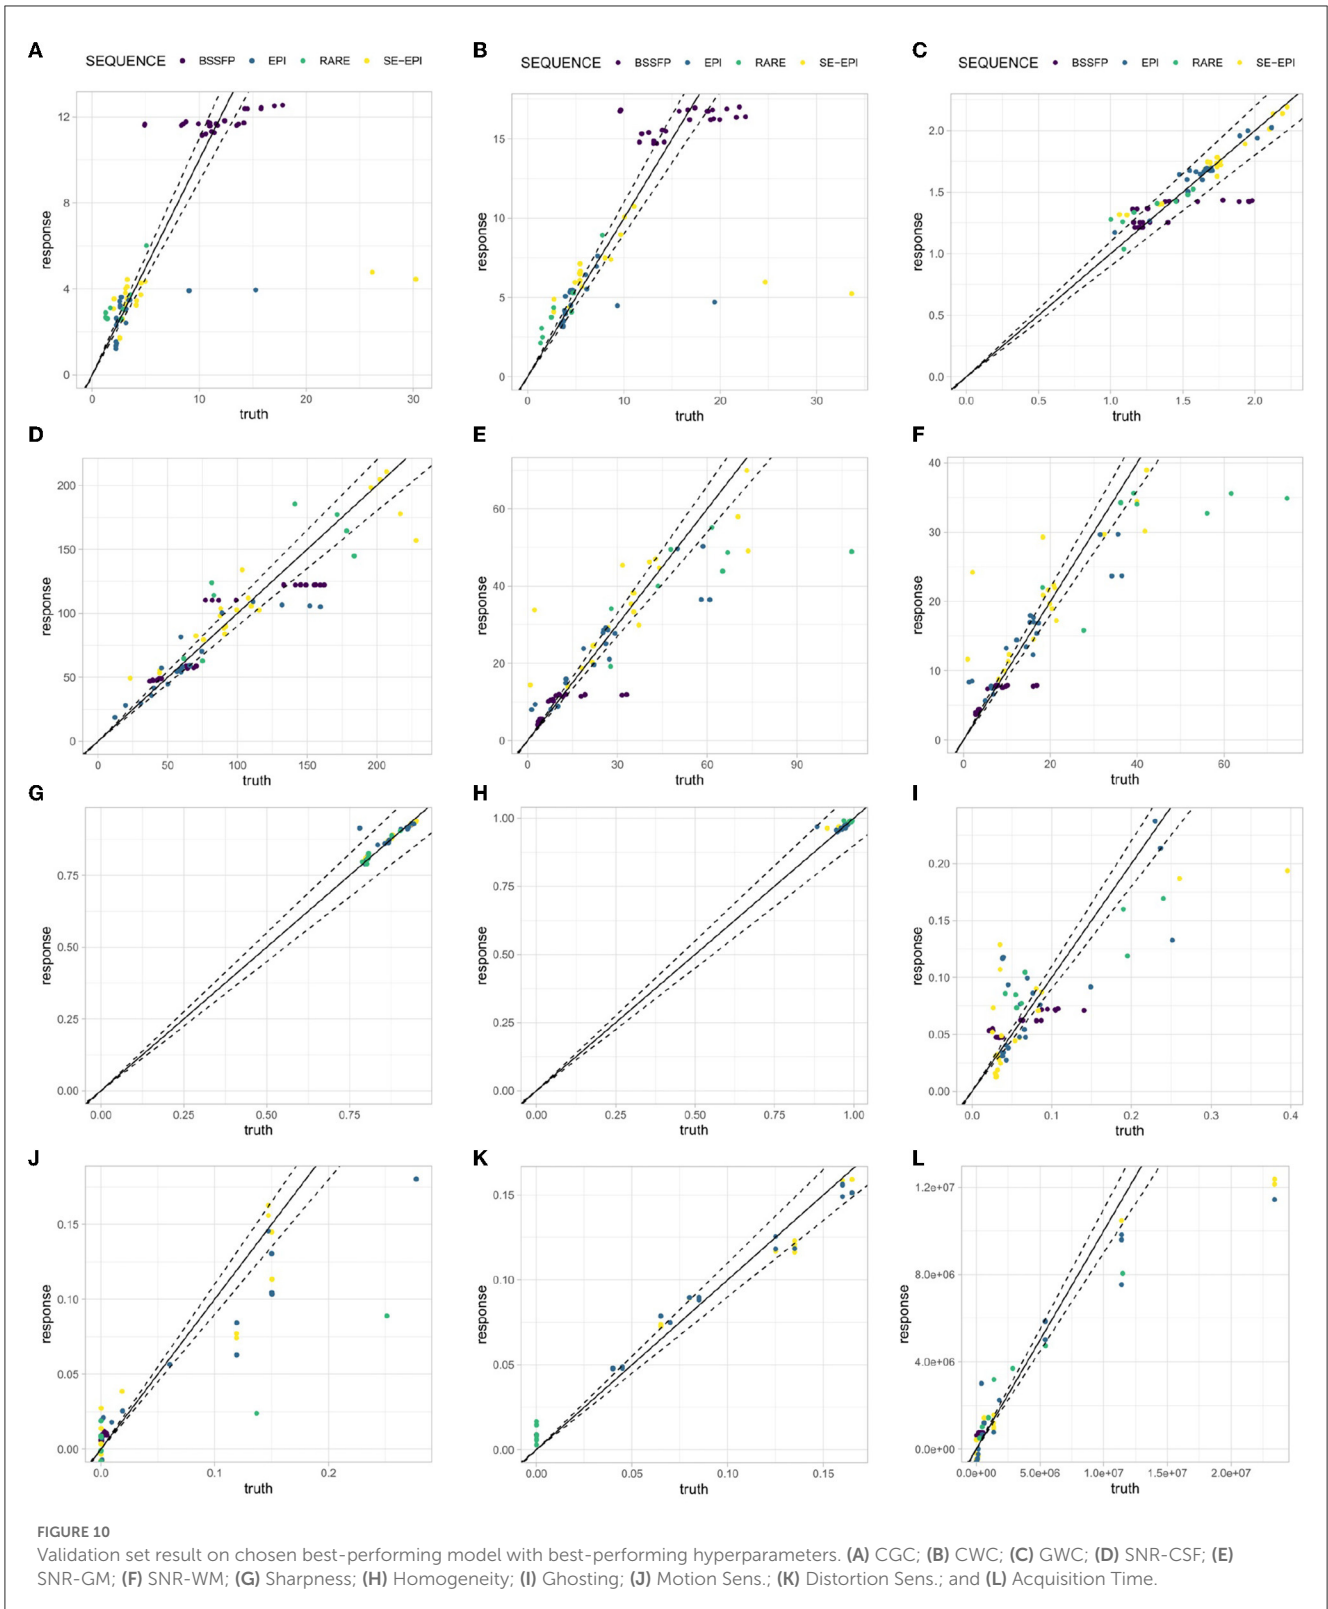 A
SEQUENCE BSSFP EPI RARE SE-EPI
12
8
4
0
response
0 10 20 30
truth
B
SEQUENCE BSSFP EPI RARE SE-EPI
15
10
5
0
response
0 10 20 30
truth
C
SEQUENCE BSSFP EPI RARE SE-EPI
2.0
1.5
1.0
0.5
0.0
response
0.0 0.5 1.0 1.5 2.0
truth
D
200
150
100
50
0
response
0 50 100 150 200
truth
E
60
40
20
0
response
0 30 60 90
truth
F
40
30
20
10
0
response
0 20 40 60
truth
G
0.75
0.50
0.25
0.00
response
0.00 0.25 0.50 0.75
truth
H
1.00
0.75
0.50
0.25
0.00
response
0.00 0.25 0.50 0.75 1.00
truth
I
0.20
0.15
0.10
0.05
0.00
response
0.0 0.1 0.2 0.3 0.4
truth
J
0.15
0.10
0.05
0.00
response
0.0 0.1 0.2
truth
K
0.15
0.10
0.05
0.00
response
0.00 0.05 0.10 0.15
truth
L
1.2e+07
8.0e+06
4.0e+06
0.0e+00
response
0.0e+00 5.0e+06 1.0e+07 1.5e+07 2.0e+07
truth
FIGURE 10
Validation set result on chosen best-performing model with best-performing hyperparameters. (A) CGC; (B) CWC; (C) GWC; (D) SNR-CSF; (E)
SNR-GM; (F) SNR-WM; (G) Sharpness; (H) Homogeneity; (I) Ghosting; (J) Motion Sens.; (K) Distortion Sens.; and (L) Acquisition Time.